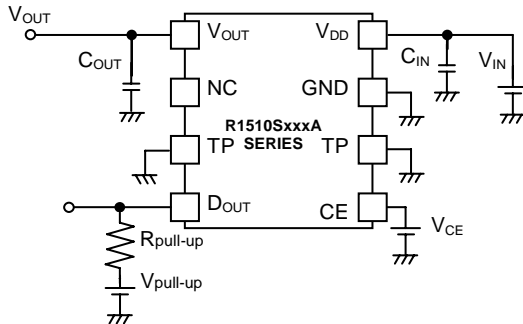 VOUT
COUT
VOUT
VDD
CIN
VIN
NC
GND
R1510SxxxA
SERIES
TP
TP
DOUT
CE
VCE
Rpull-up
Vpull-up